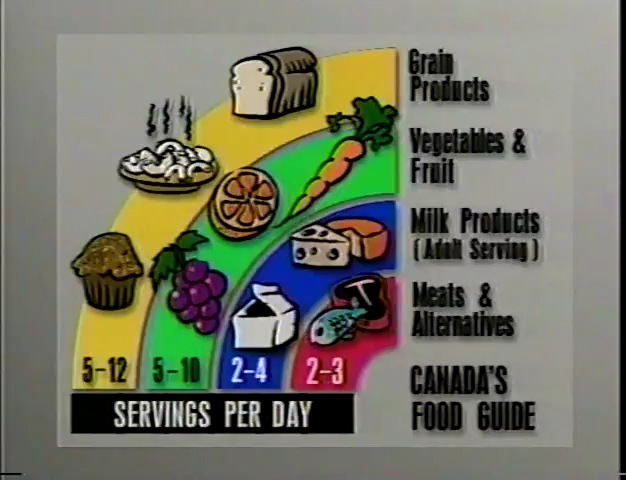 Grain
Products
Vegetables &
Fruit
Milk Products
(Adult Serving)
Meats &
Alternatives
5-12
5-10
2-4
2-3
SERVINGS PER DAY
CANADA'S
FOOD GUIDE